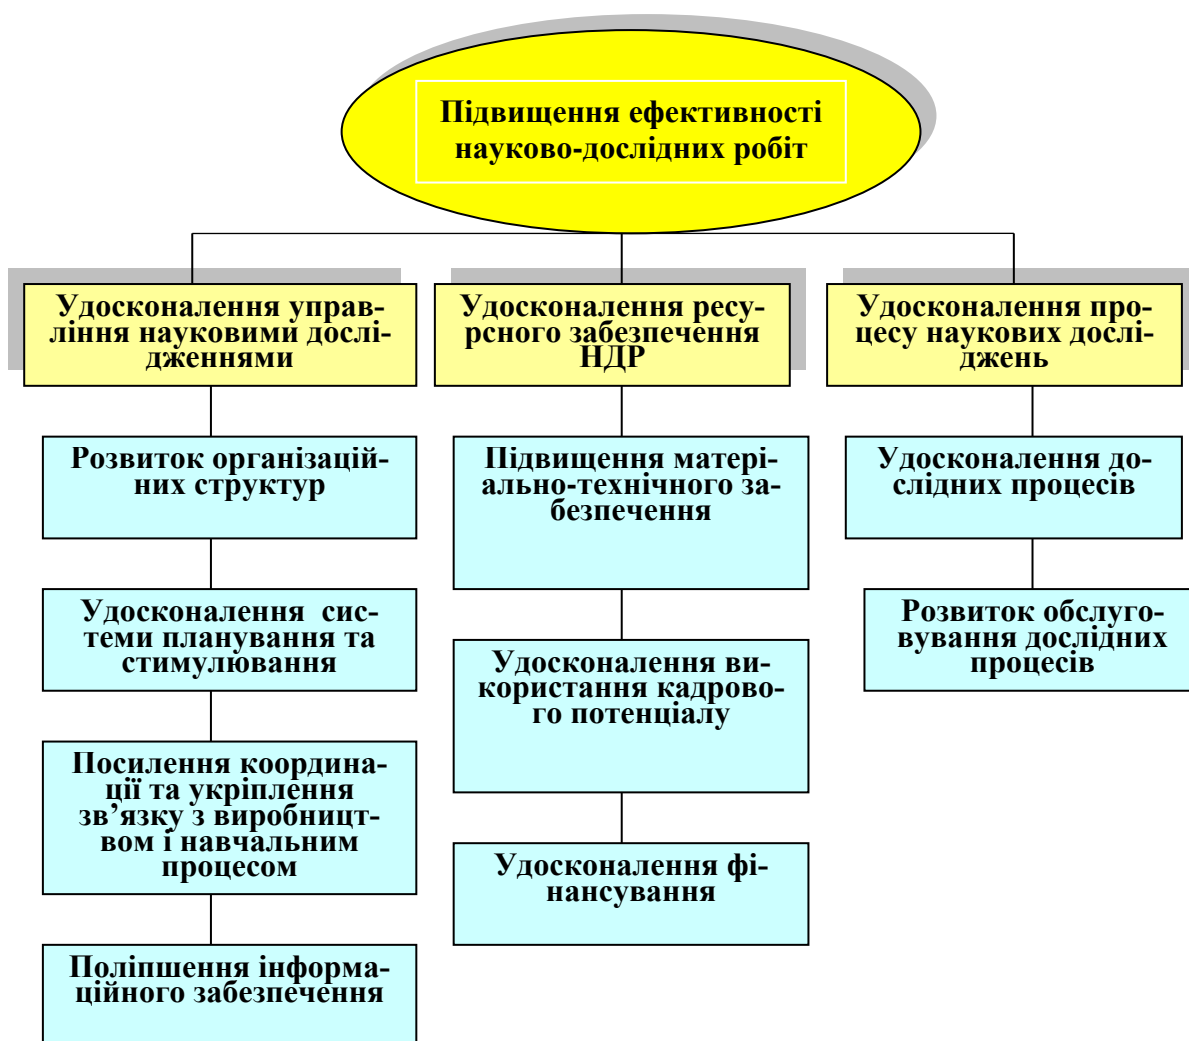 Підвищення ефективності
науково-дослідних робіт
Удосконалення управ-
ління науковими дослі-
дженнями
Удосконалення ресу-
рсного забезпечення
НДР
Удосконалення про-
цесу наукових дослі-
джень
Розвиток організацій-
них структур
Підвищення матері-
ально-технічного за-
безпечення
Удосконалення до-
слідних процесів
Удосконалення  сис-
теми планування та
стимулювання
Удосконалення ви-
користання кадрово-
го потенціалу
Розвиток обслуго-
вування дослідних
процесів
Посилення координа-
ції та укріплення
зв’язку з виробницт-
вом і навчальним
процесом
Удосконалення фі-
нансування
Поліпшення інформа-
ційного забезпечення